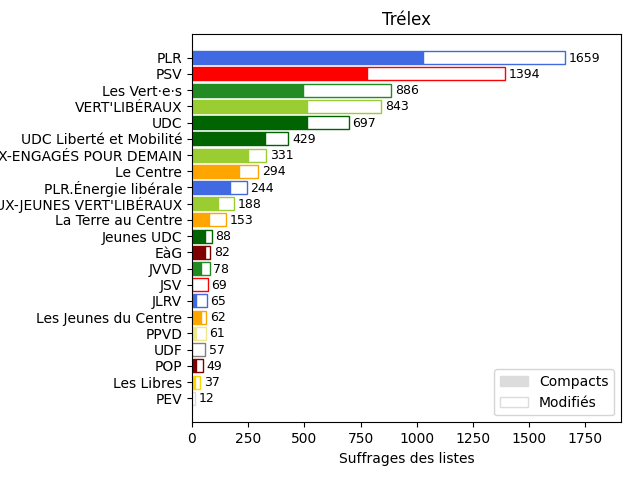 Trélex
PLR 1659
PSV 1394
Les Vert·e·s 886
VERT'LIBÉRAUX 843
UDC 697
UDC Liberté et Mobilité 429
X-ENGAGÉS POUR DEMAIN 331
Le Centre 294
PLR.Énergie libérale 244
UX-JEUNES VERT'LIBÉRAUX 188
La Terre au Centre 153
Jeunes UDC 88
EàG 82
JVVD 78
JSV 69
JLRV 65
Les Jeunes du Centre 62
PPVD 61
UDF 57
POP 49
Les Libres 37
PEV 12
Compacts
Modifiés
0 250 500 750 1000 1250 1500 1750
Suffrages des listes